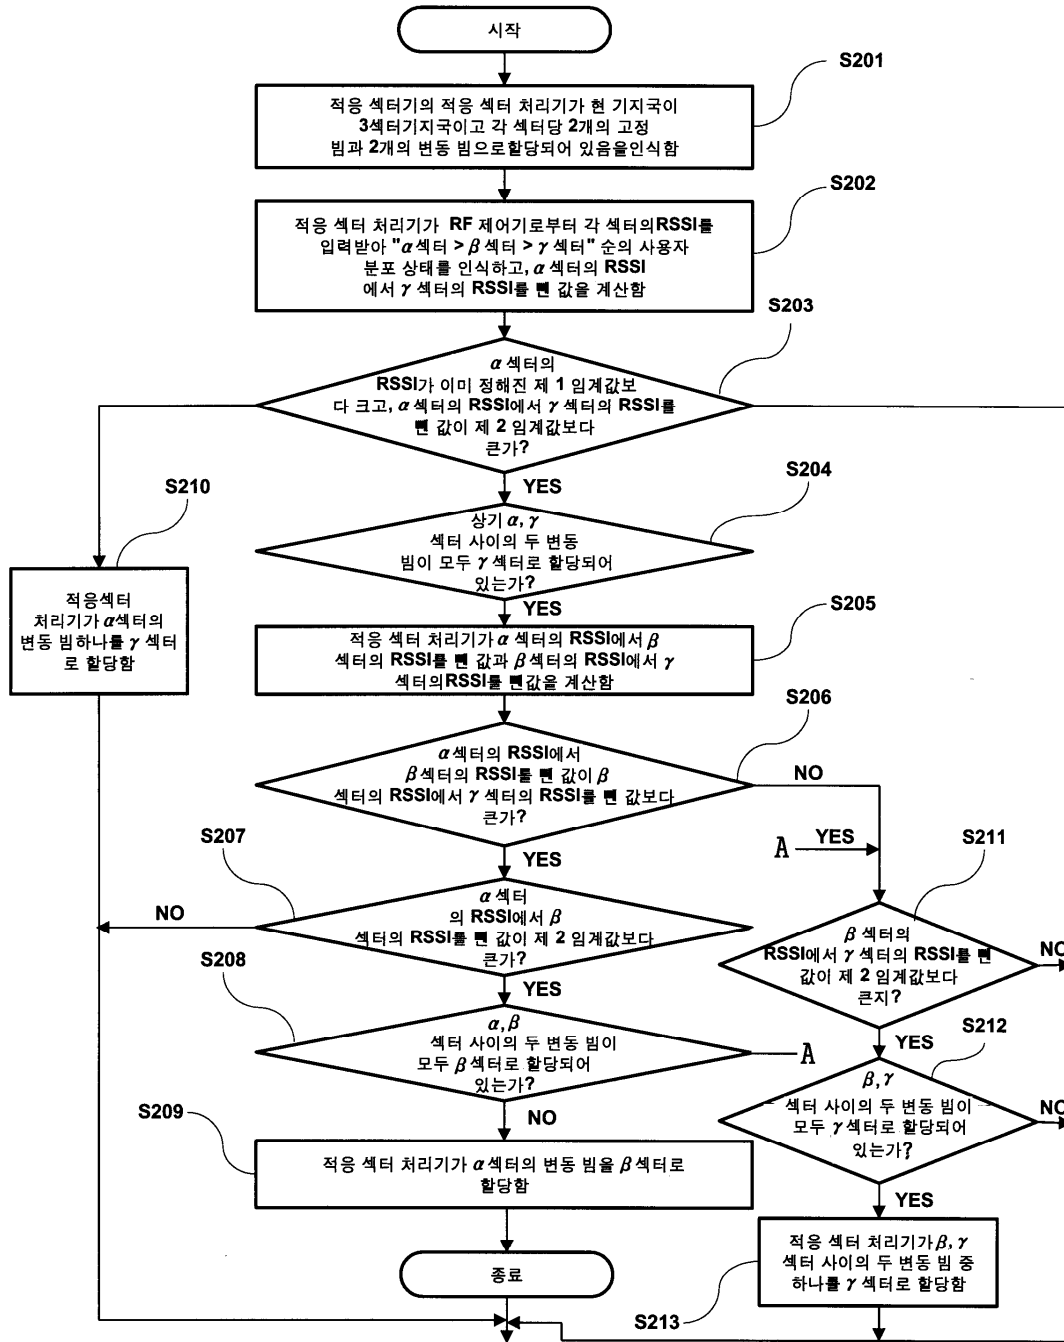 시작
S201
적응 섹터기의 적응 섹터 처리기가 현 기지국이
3섹터기지국이고 각 섹터당 2개의 고정
빔과 2개의 변동 빔으로할당되어 있음을인식함
S202
적응 섹터 처리기가 RF 제어기로부터 각 섹터의RSSI를
입력받아 "α섹터 > β섹터 > γ섹터" 순의 사용자
분포 상태를 인식하고, α섹터의 RSSI
에서 γ 섹터의 RSSI를 뺀 값을 계산함
S203
α섹터의
RSSI가 이미 정해진 제 1 임계값보
다 크고, α섹터의 RSSI에서 γ 섹터의 RSSI를
뺀 값이 제 2 임계값보다
큰가?
YES
S204
상기 α, γ
섹터 사이의 두 변동
빔이 모두 γ 섹터로 할당되어
있는가?
YES
S210
적응섹터
처리기가 α섹터의
변동 빔하나를 γ 섹터
로 할당함
S205
적응 섹터 처리기가 α섹터의 RSSI에서 β
섹터의 RSSI를 뺀 값과 β섹터의 RSSI에서 γ
섹터의RSSI를 뺀값을 계산함
S206
α섹터의 RSSI에서
β섹터의 RSSI를 뺀 값이 β
섹터의 RSSI에서 γ 섹터의 RSSI를 뺀 값보다
큰가?
NO
YES
S207
α섹터
의 RSSI에서 β
섹터의 RSSI를 뺀 값이 제 2 임계값보다
큰가?
NO
YES
A
YES
S211
β 섹터의
RSSI에서 γ 섹터의 RSSI를 뺀
값이 제 2 임계값보다
큰지?
NO
YES
S208
α, β
섹터 사이의 두 변동 빔이
모두 β섹터로 할당되어
있는가?
A
NO
S212
β, γ
섹터 사이의 두 변동 빔이
모두 γ섹터로 할당되어
있는가?
NO
YES
S209
적응 섹터 처리기가 α섹터의 변동 빔을 β섹터로
할당함
적응 섹터 처리기가 β, γ
섹터 사이의 두 변동 빔 중
하나를 γ 섹터로 할당함
S213
종료